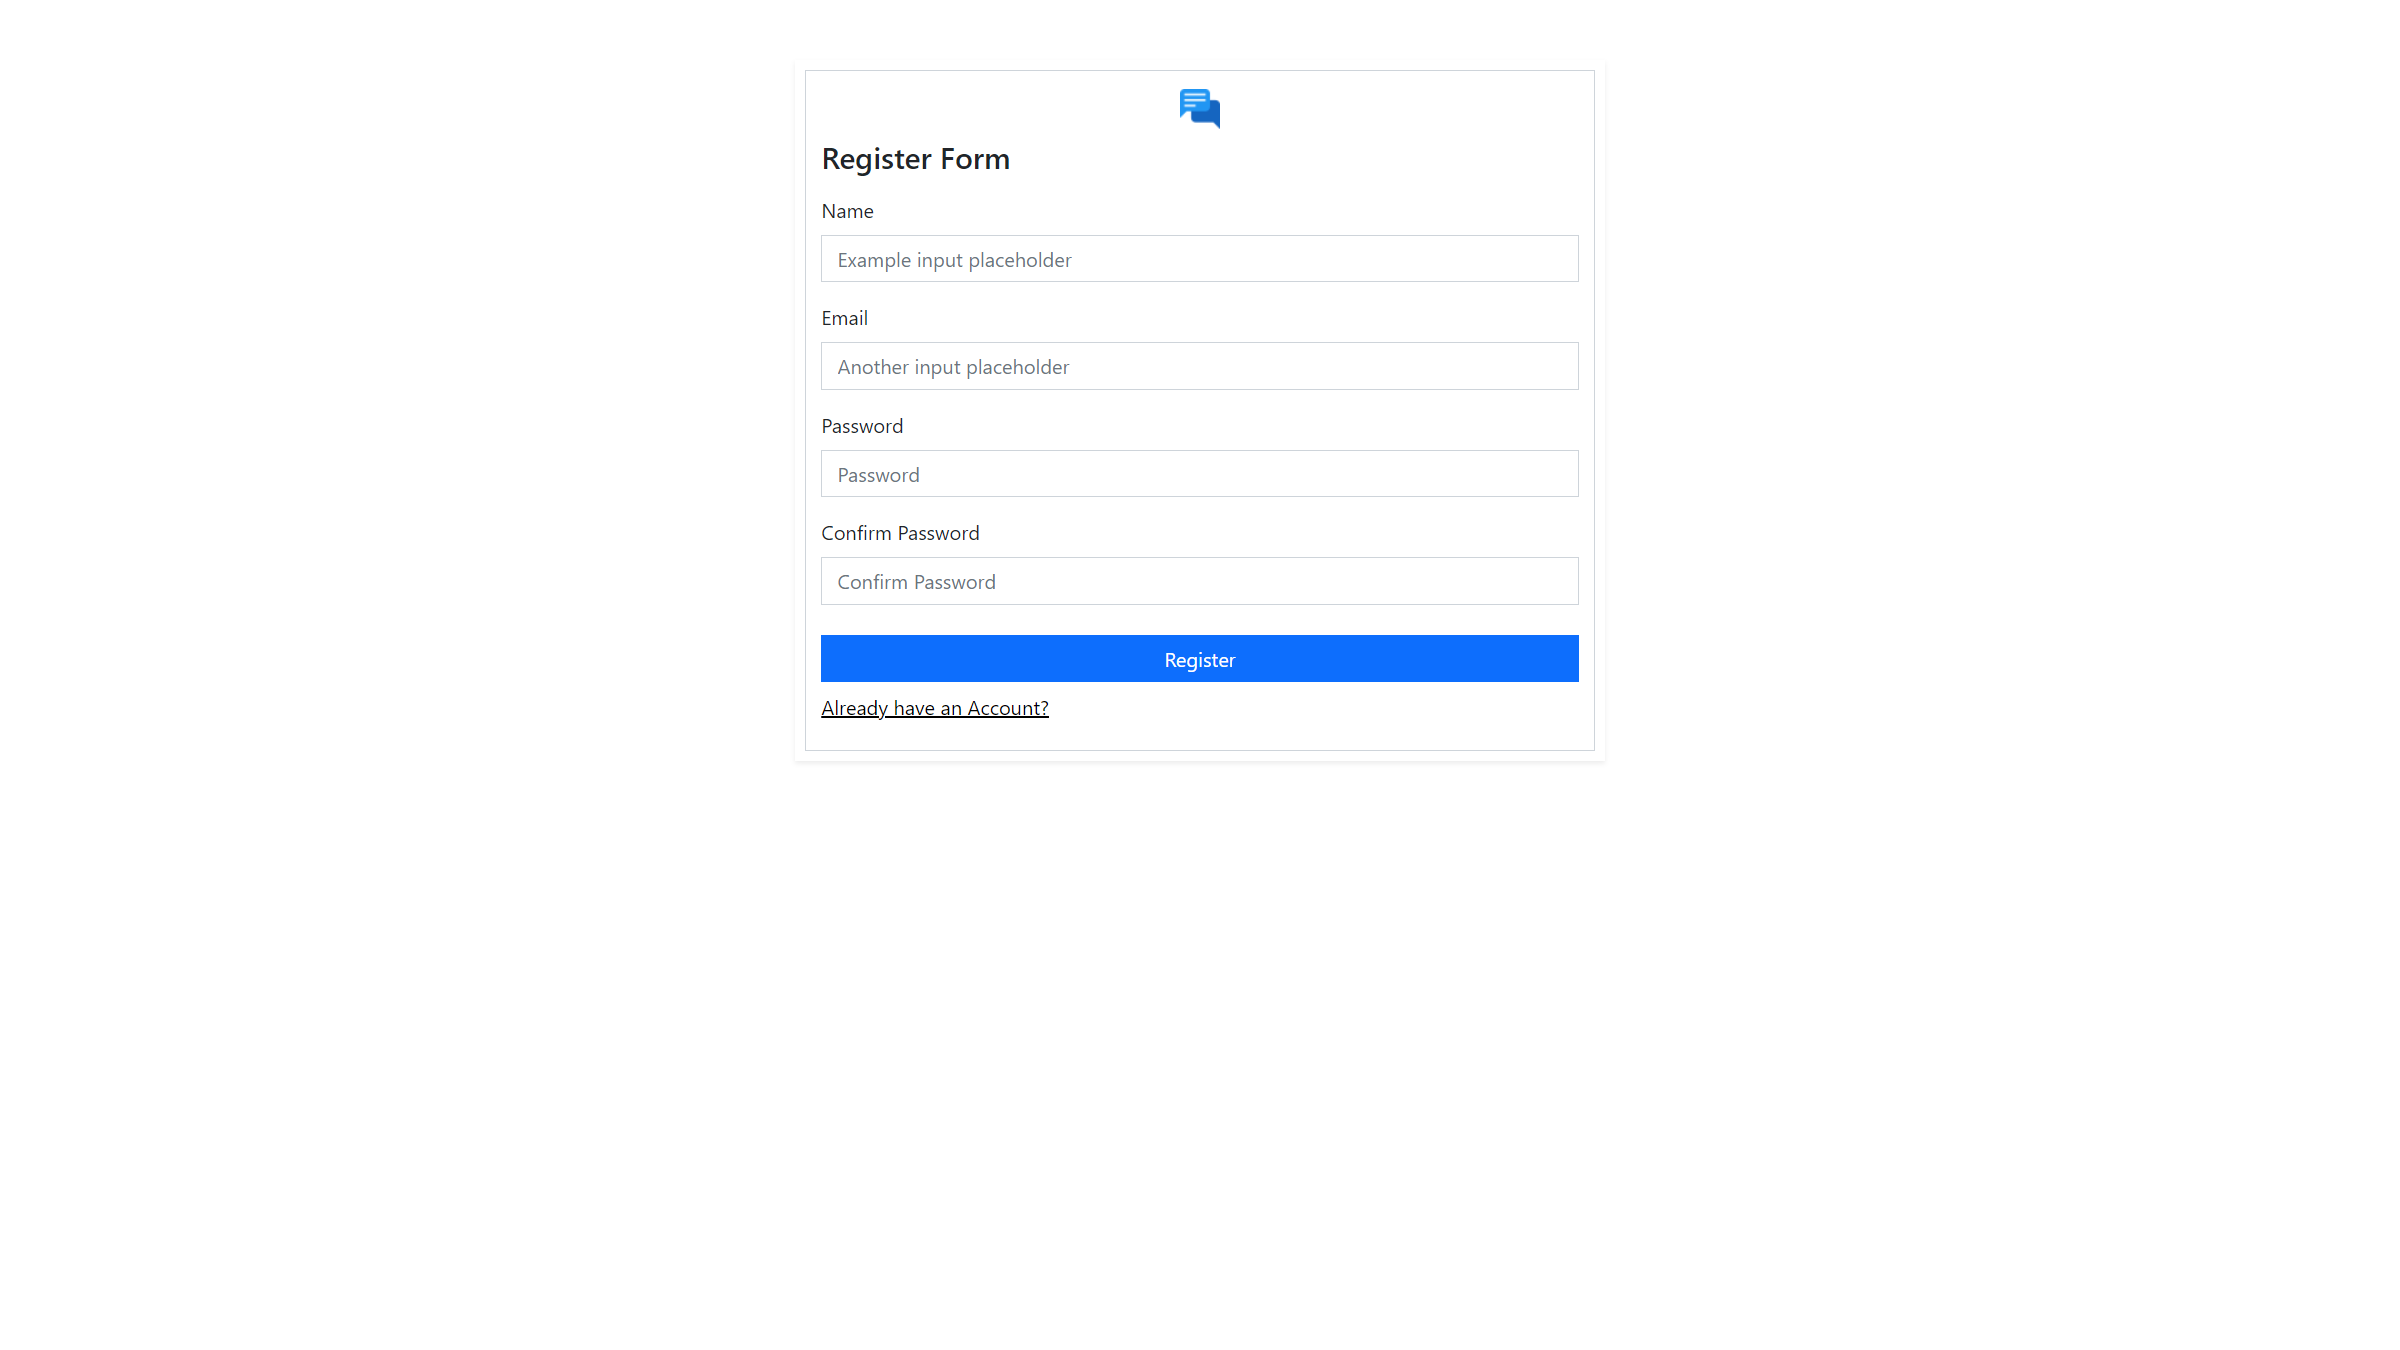 Register Form
Name
Example input placeholder
Email
Another input placeholder
Password
Password
Confirm Password
Confirm Password
Register
Already have an Account?